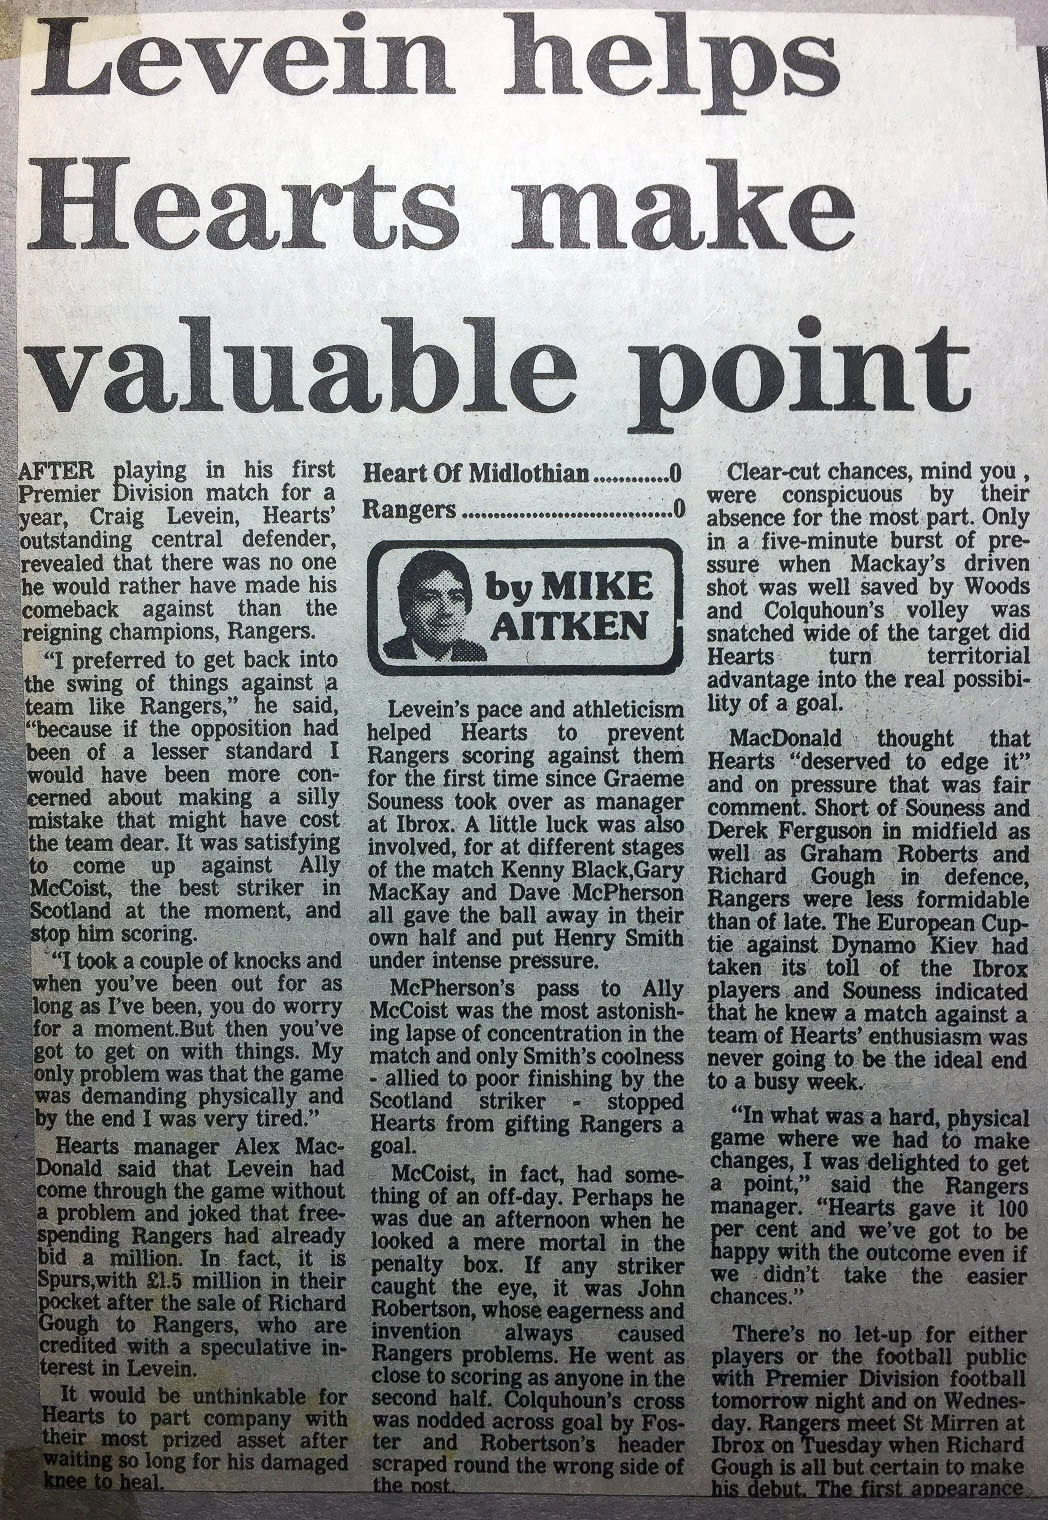 Levein helps
Hearts make
valuable point
AFTER playing in his first
Premier Division match for a
year, Craig Levein, Hearts'
outstanding central defender,
revealed that there was no one
he would rather have made his
comeback against than the
reigning champions, Rangers.
"I preferred to get back into
the swing of things against a
team like Rangers," he said,
"because if the opposition had
been of a lesser standard I
would have been more con-
cerned about making a silly
mistake that might have cost
the team dear. It was satisfying
to come up against Ally
McCoist, the best striker in
Scotland at the moment, and
stop him scoring.
"I took a couple of knocks and
when you've been out for as
long as I've been, you do worry
for a moment.But then you've
got to get on with things. My
only problem was that the game
was demanding physically and
by the end I was very tired."
Hearts manager Alex Mac-
Donald said that Levein had
come through the game without
a problem and joked that free-
spending Rangers had already
bid a million. In fact, it is
Spurs,with £1.5 million in their
pocket after the sale of Richard
Gough to Rangers, who are
credited with a speculative in-
terest in Levein.
It would be unthinkable for
Hearts to part company with
their most prized asset after
waiting so long for his damaged
knee to heal.
Heart Of Midlothian ............0
Rangers ..................................0
by MIKE
AITKEN
Levein's pace and athleticism
helped Hearts to prevent
Rangers scoring against them
for the first time since Graeme
Souness took over as manager
at Ibrox. A little luck was also
involved, for at different stages
of the match Kenny Black,Gary
MacKay and Dave McPherson
all gave the ball away in their
own half and put Henry Smith
under intense pressure.
McPherson's pass to Ally
McCoist was the most astonish-
ing lapse of concentration in the
match and only Smith's coolness
- allied to poor finishing by the
Scotland striker - stopped
Hearts from gifting Rangers a
goal.
McCoist, in fact, had some-
thing of an off-day. Perhaps he
was due an afternoon when he
looked a mere mortal in the
penalty box. If any striker
caught the eye, it was John
Robertson, whose eagerness and
invention always caused
Rangers problems. He went as
close to scoring as anyone in the
second half. Colquhoun's cross
was nodded across goal by Fos-
ter and Robertson's header
scraped round the wrong side of
the post.
Clear-cut chances, mind you ,
were conspicuous by their
absence for the most part. Only
in a five-minute burst of pre-
ssure when Mackay's driven
shot was well saved by Woods
and Colquhoun's volley was
snatched wide of the target did
Hearts turn territorial
advantage into the real possibi-
lity of a goal.
MacDonald thought that
Hearts "deserved to edge it"
and on pressure that was fair
comment. Short of Souness and
Derek Ferguson in midfield as
well as Graham Roberts and
Richard Gough in defence,
Rangers were less formidable
than of late. The European Cup-
tie against Dynamo Kiev had
taken its toll of the Ibrox
players and Souness indicated
that he knew a match against a
team of Hearts' enthusiasm was
never going to be the ideal end
to a busy week.
"In what was a hard, physical
game where we had to make
changes, I was delighted to get
a point," said the Rangers
manager. "Hearts gave it 100
per cent and we've got to be
happy with the outcome even if
we didn't take the easier
chances."
There's no let-up for either
players or the football public
with Premier Division football
tomorrow night and on Wednes-
day. Rangers meet St Mirren at
Ibrox on Tuesday when Richard
Gough is all but certain to make
his debut. The first appearance